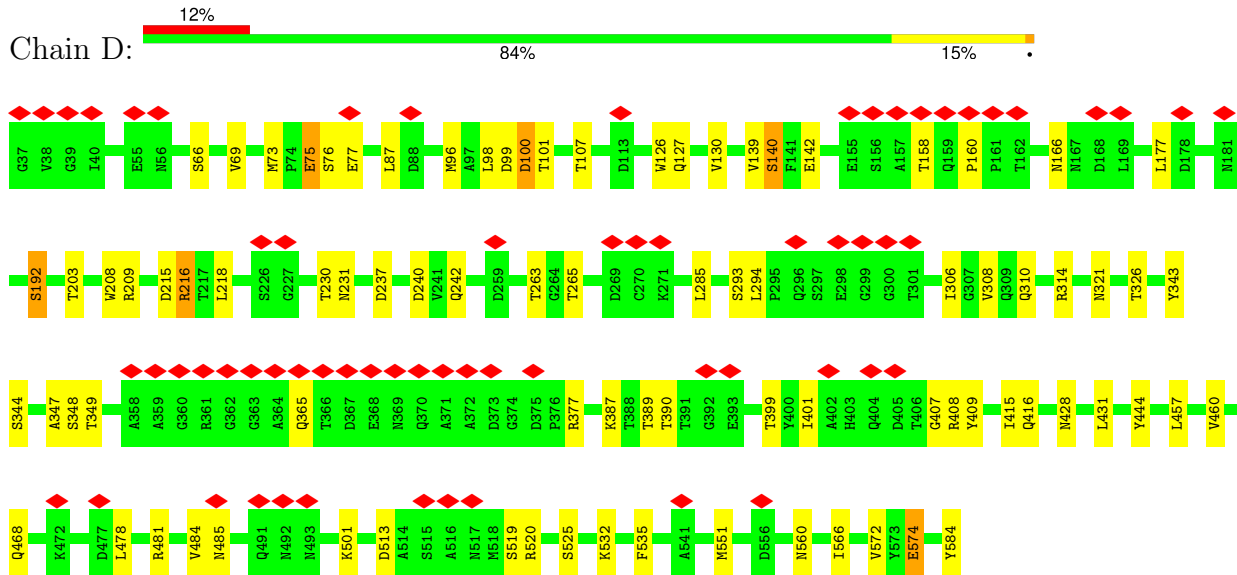 12%
Chain D:
84% 15% •
G37 V38 G39 I40 E55 N56 S66 V69 M73 P74 E75 S76 E77 L87 D88 M96 A97 L98 D99 D100 T101 T107 D113 W126 Q127 V130 V139 S140 F141 E142 E155 S156 A157 T158 Q159 P160 P161 T162 N166 N167 D168 L169 L177 D178 N181
S192 T203 W208 R209 D215 R216 T217 L218 S226 G227 T230 N231 D237 D240 V241 Q242 D259 T263 G264 T265 D269 C270 K271 L285 S293 L294 P295 Q296 S297 E298 G299 G300 T301 I306 G307 V308 Q309 Q310 R314 N321 T326 Y343
S344 A347 S348 T349 A358 A359 G360 R361 G362 G363 A364 Q365 T366 D367 E368 N369 Q370 A371 A372 D373 G374 D375 P376 R377 K387 T388 T389 T390 T391 G392 E393 T399 Y400 I401 A402 H403 Q404 D405 T406 G407 R408 Y409 I415 Q416 N428 L431 Y444 L457 V460
Q468 K472 D477 L478 R481 V484 N485 Q491 N492 N493 K501 D513 A514 S515 A516 N517 M518 S519 R520 S525 K532 F535 A541 M551 D556 N560 I566 V572 Y573 E574 Y584